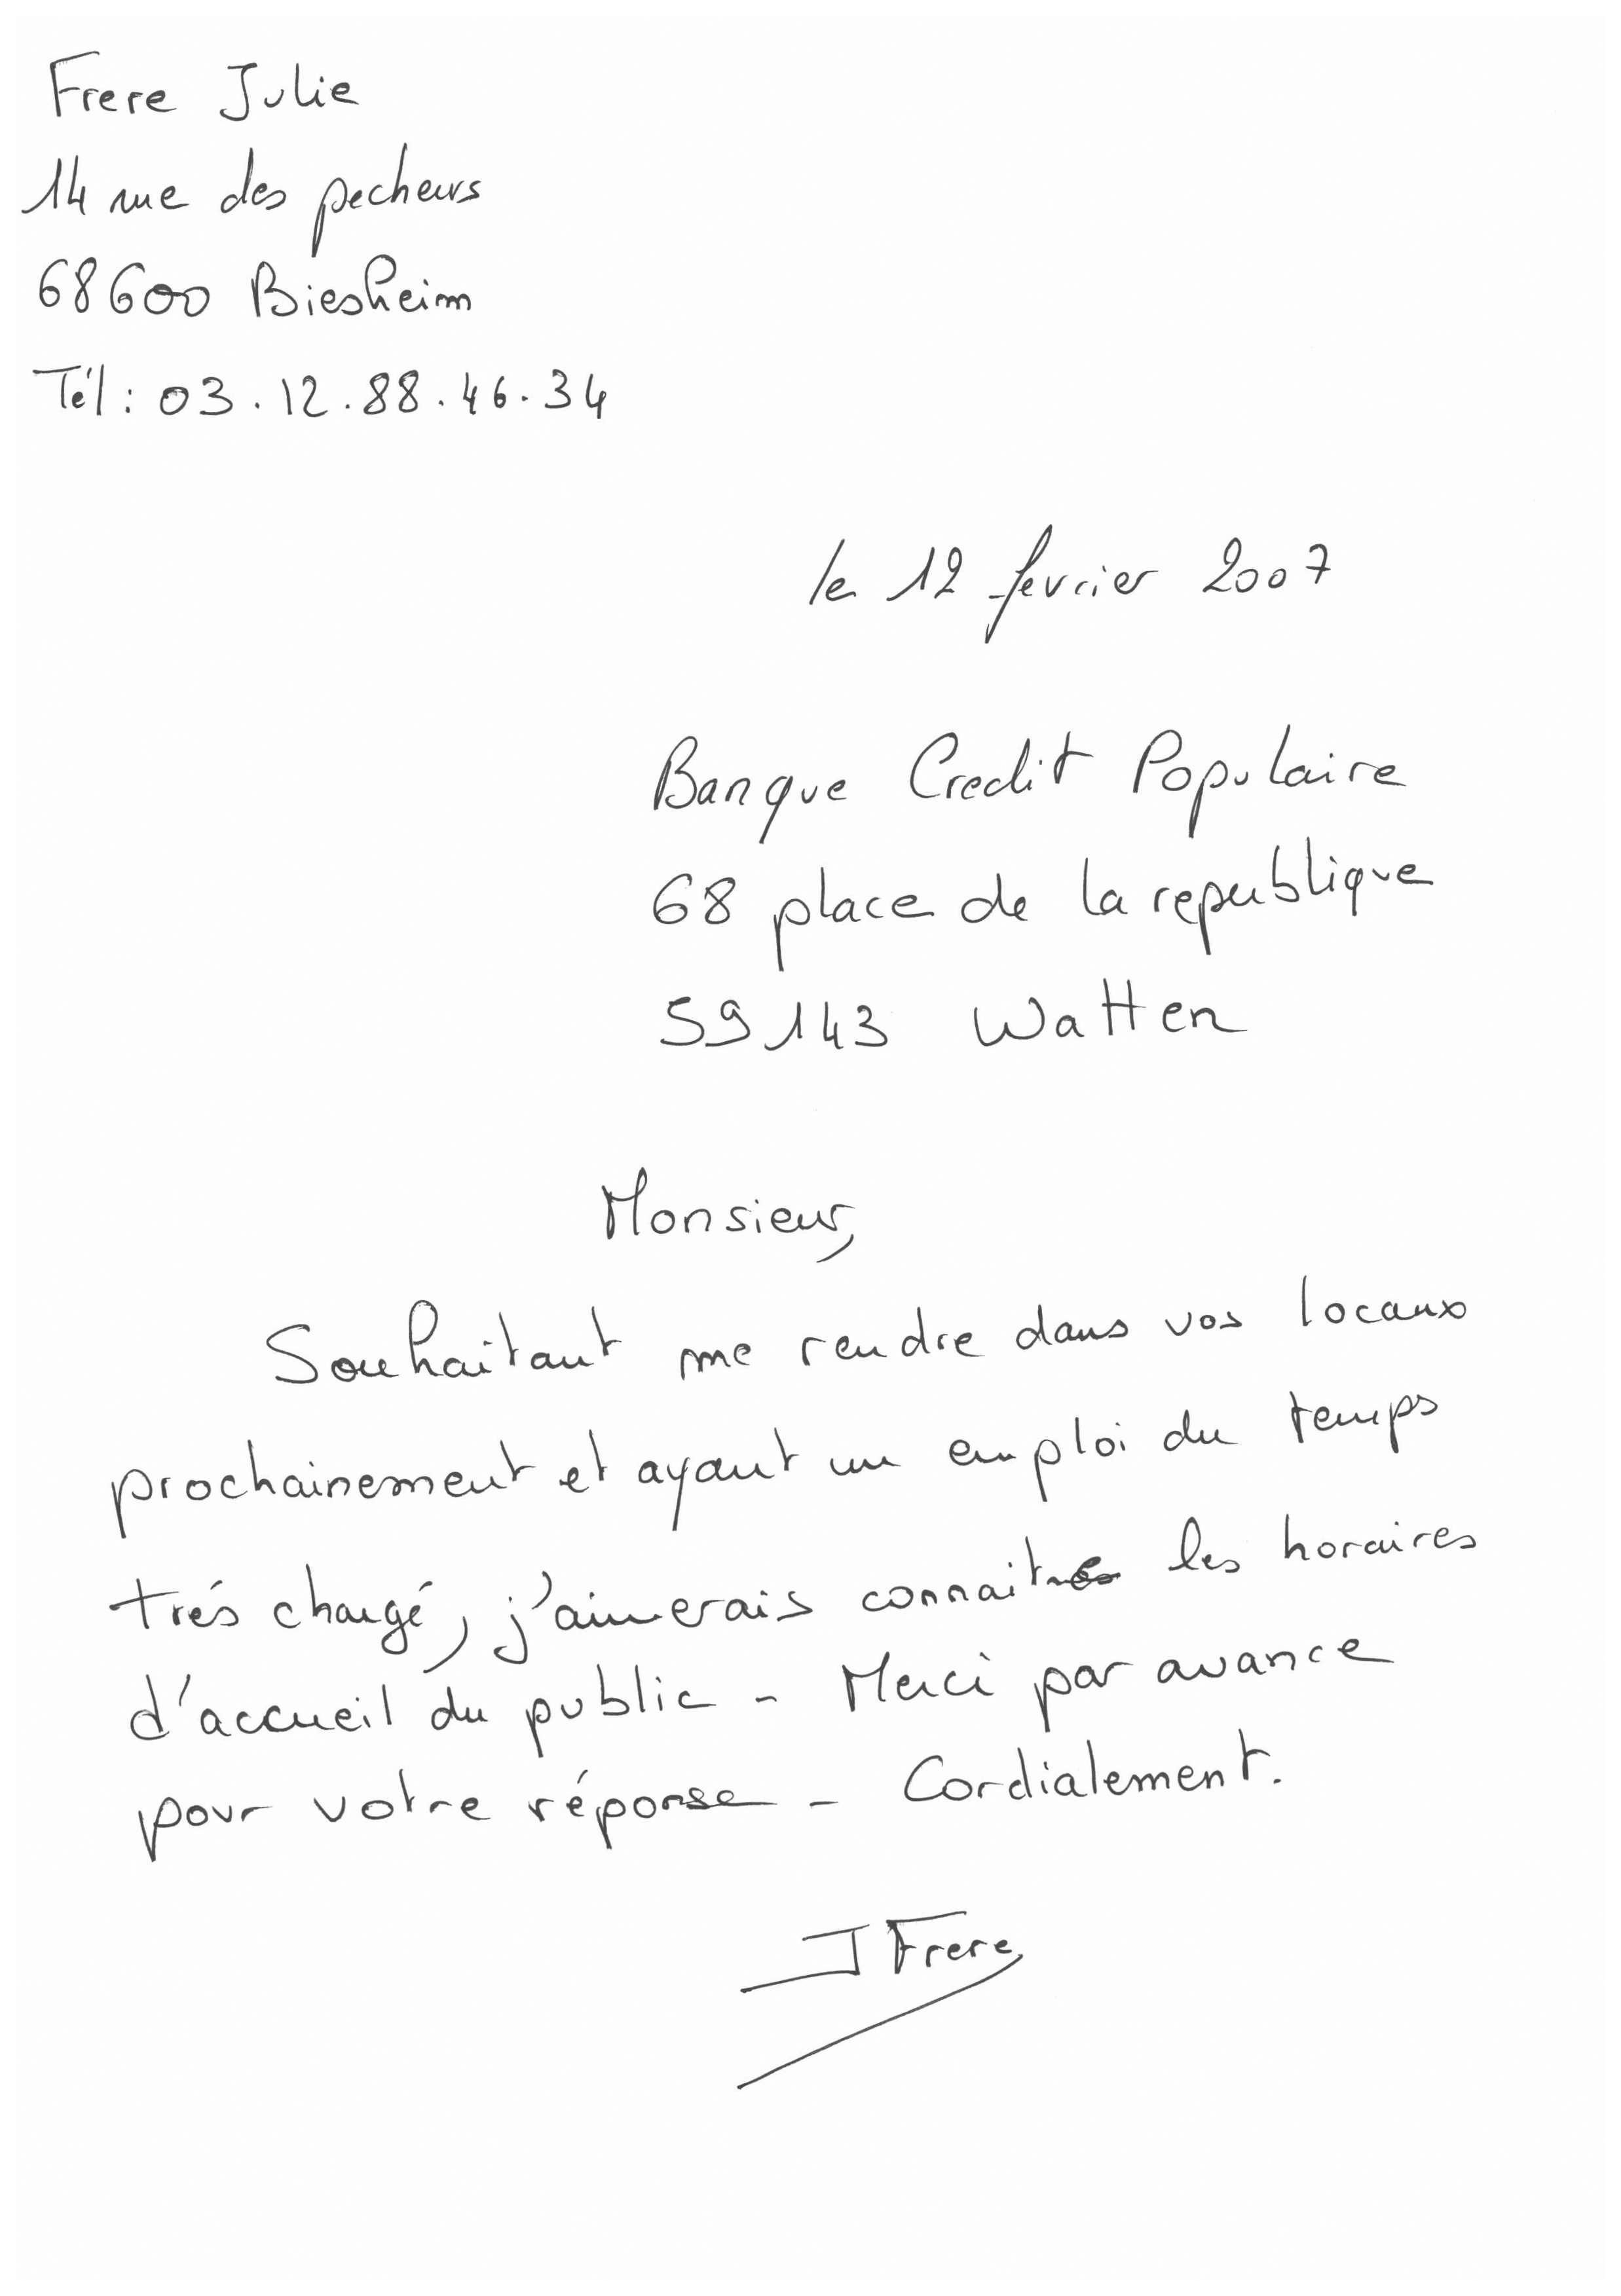 Frere Julie
14 rue des pecheurs
68600 Biesheim
Tél : 03.12.88.46.34
le 12 fevrier 2007
Banque Credit Populaire
68 place de la republique
59143 Watten
Monsieur,
Souhaitant me rendre dans vos locaux
prochainement et ayant un emploi du temps
trés chargé, j'aimerais connaitre les horaires
d'accueil du public - Merci par avance
pour votre réponse - Cordialement.
J Frere